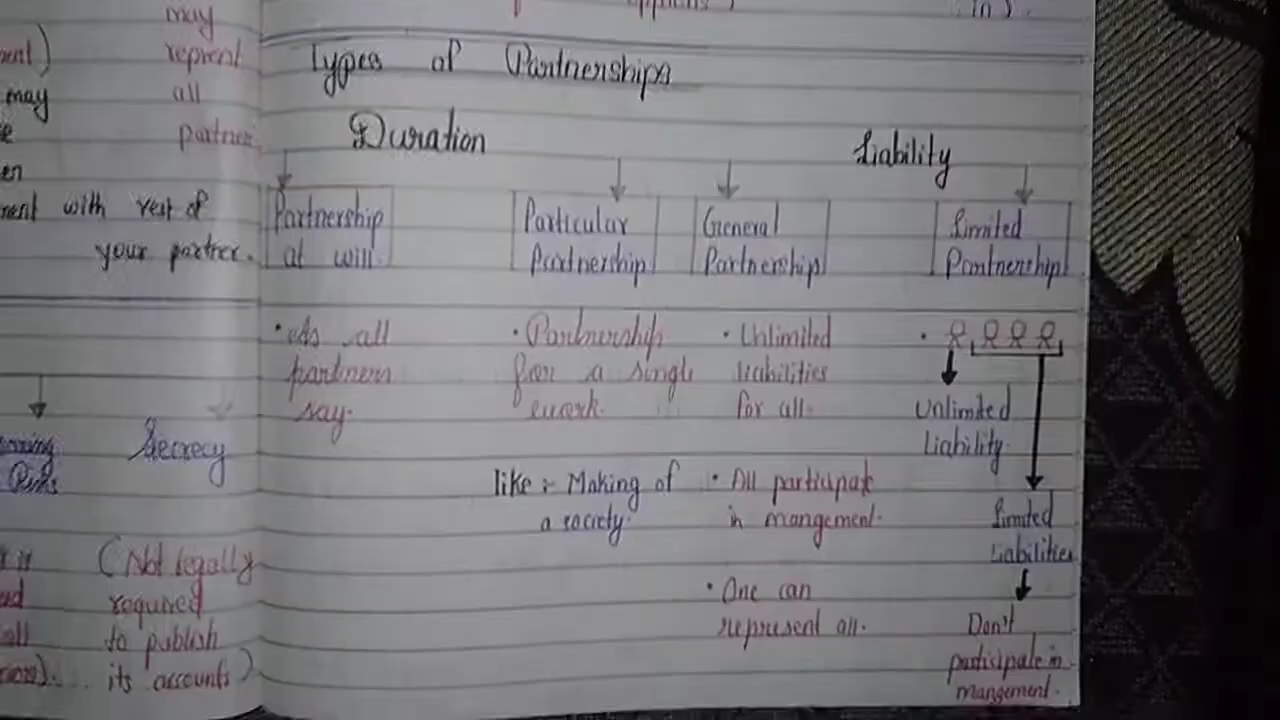 may
reprent
may
all
partner
with rest of
your partner.
Secrecy
(Not legally
required
to publish
its accounts)
in).
Types of Partnerships
Duration
Liability
Partnership
at will.
Particular
Partnership
General
Partnership
Limited
Partnership
• As all
partners
say.
• Partnership
for a single
work.
like :- Making of
a society.
• Unlimited
liabilities
for all.
• All participate
in mangement.
• One can
represent all.
Unlimited
Liability.
Limited
Liabilities
Don't
participate in
mangement.